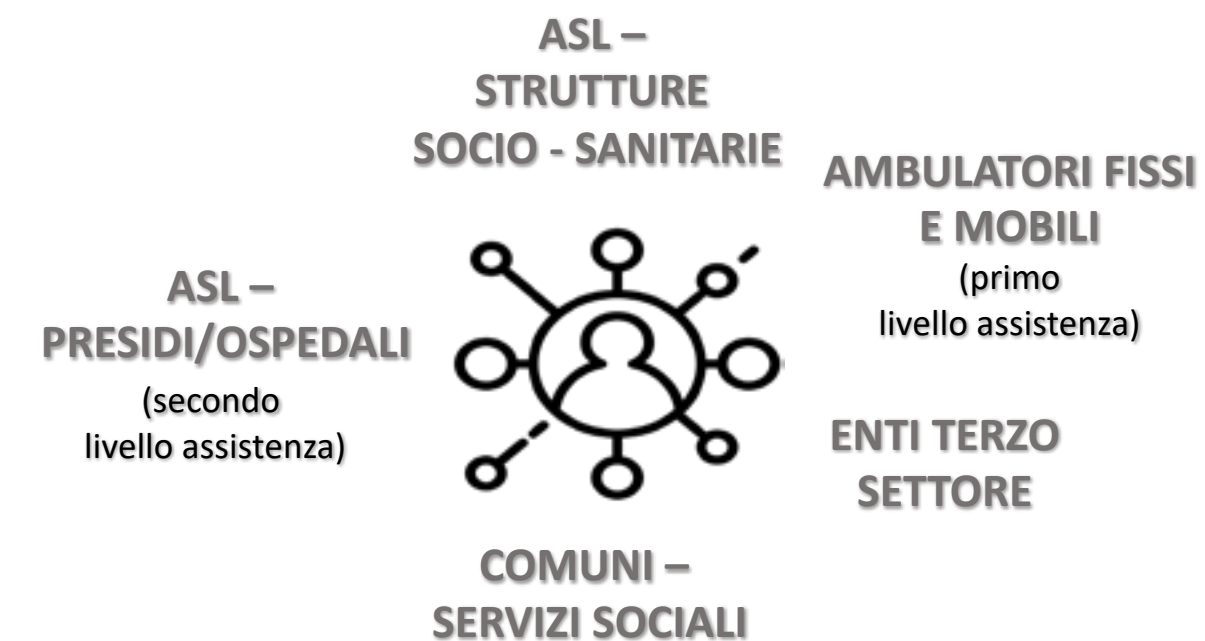 ASL –
STRUTTURE
SOCIO - SANITARIE
AMBULATORI FISSI
E MOBILI
(primo
livello assistenza)
ASL –
PRESIDI/OSPEDALI
(secondo
livello assistenza)
ENTI TERZO
SETTORE
COMUNI –
SERVIZI SOCIALI